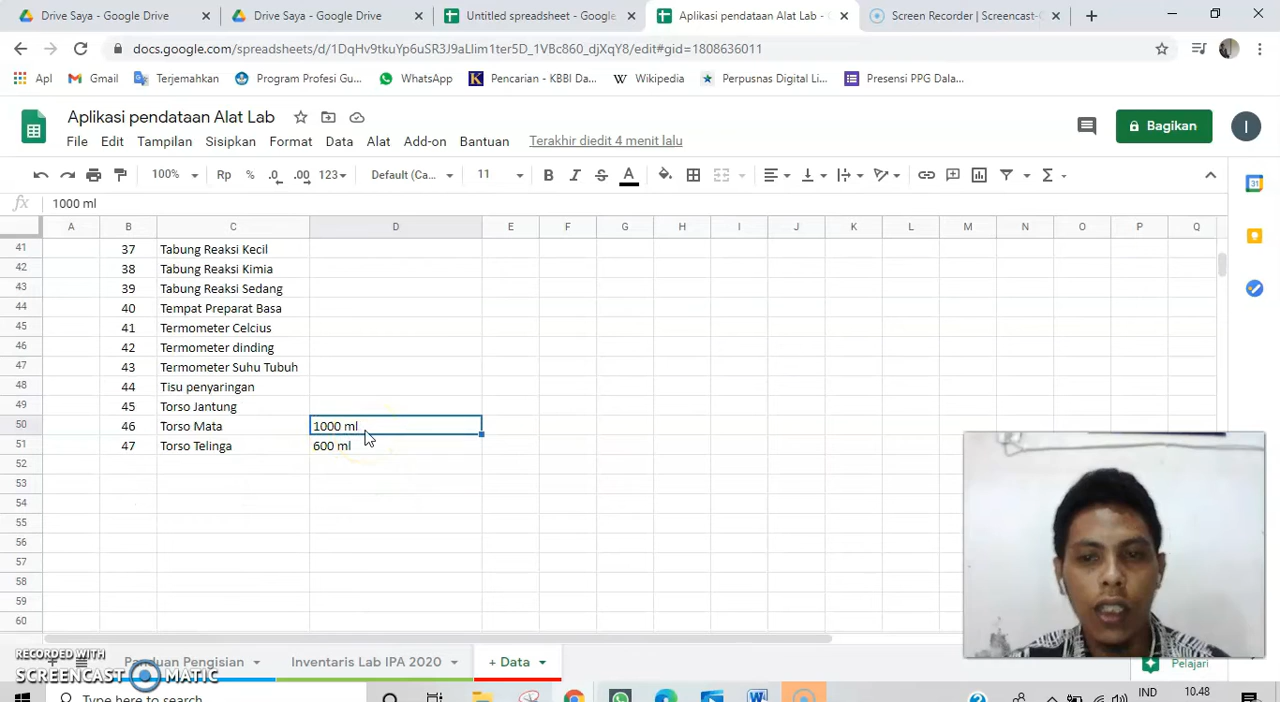 Drive Saya - Google Drive
Drive Saya - Google Drive
Untitled spreadsheet - Google
Aplikasi pendataan Alat Lab -
Screen Recorder | Screencast-O
docs.google.com/spreadsheets/d/1DqHv9tkuYp6uSR3J9aLlim1ter5D_1VBc860_djXqY8/edit#gid=1808636011
Apl
Gmail
Terjemahkan
Program Profesi Gu...
WhatsApp
Pencarian - KBBI Da...
Wikipedia
Perpusnas Digital Li...
Presensi PPG Dala...
Aplikasi pendataan Alat Lab
File Edit Tampilan Sisipkan Format Data Alat Add-on Bantuan Terakhir diedit 4 menit lalu
Bagikan
I
100% Rp % .0 .00 123 Default (Ca... 11 B I S A
fx 1000 ml
A B C D E F G H I J K L M N O P Q
41 37 Tabung Reaksi Kecil
42 38 Tabung Reaksi Kimia
43 39 Tabung Reaksi Sedang
44 40 Tempat Preparat Basa
45 41 Termometer Celcius
46 42 Termometer dinding
47 43 Termometer Suhu Tubuh
48 44 Tisu penyaringan
49 45 Torso Jantung
50 46 Torso Mata 1000 ml
51 47 Torso Telinga 600 ml
52
53
54
55
56
57
58
59
60
Panduan Pengisian
Inventaris Lab IPA 2020
+ Data
Pelajari
RECORDED WITH
SCREENCAST MATIC
Type here to search
IND
10.48